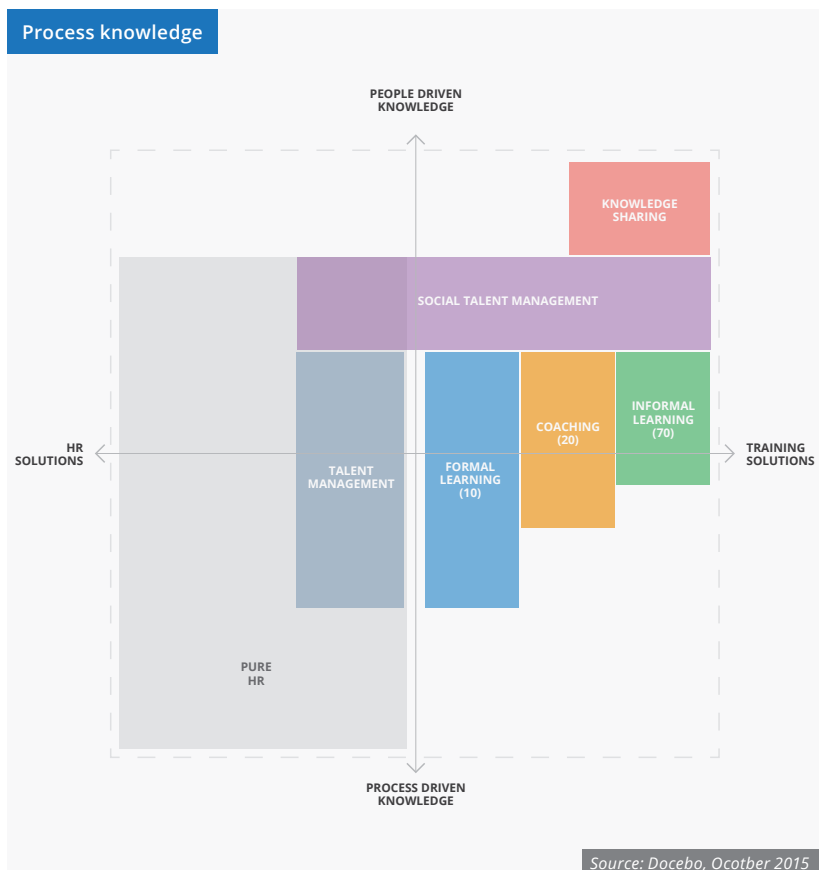 Process knowledge
PEOPLE DRIVEN
KNOWLEDGE
KNOWLEDGE
SHARING
SOCIAL TALENT MANAGEMENT
INFORMAL
LEARNING
(70)
COACHING
(20)
HR
SOLUTIONS
TRAINING
SOLUTIONS
TALENT
MANAGEMENT
FORMAL
LEARNING
(10)
PURE
HR
PROCESS DRIVEN
KNOWLEDGE
Source: Docebo, Ocotber 2015